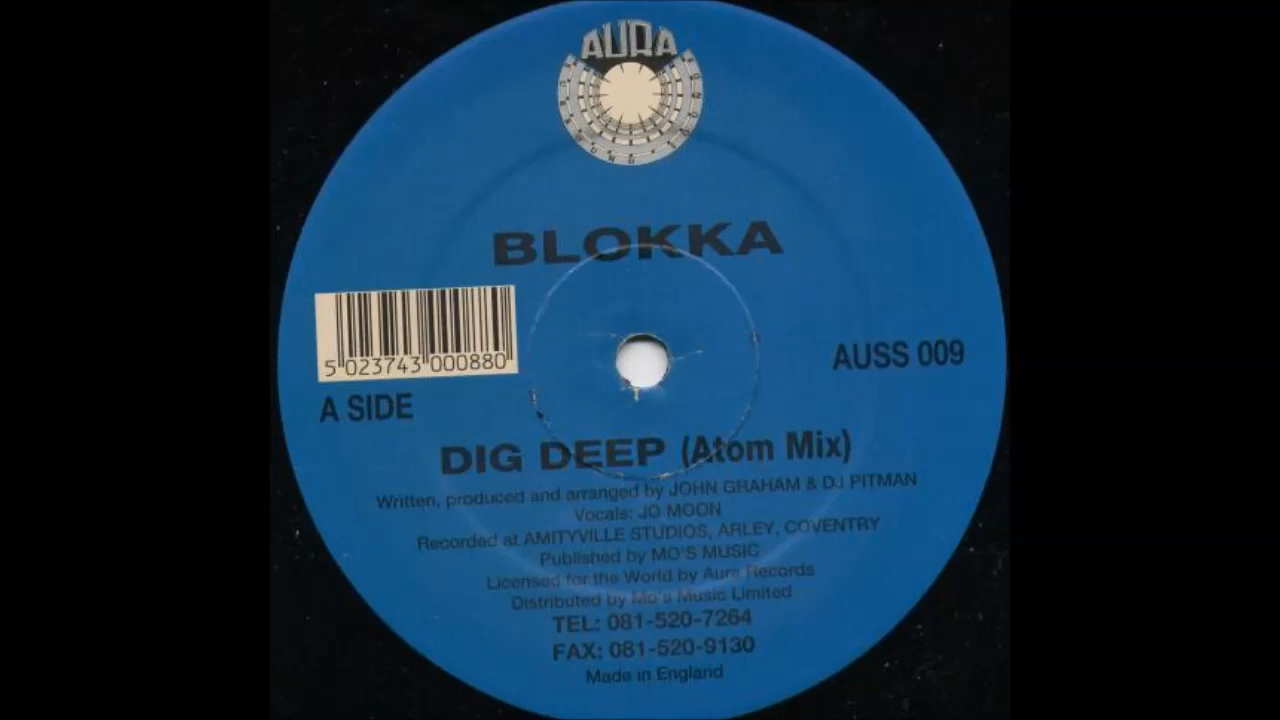 AURA
BLOKKA
5 023743 000880
AUSS 009
A SIDE
DIG DEEP (Atom Mix)
Written, produced and arranged by JOHN GRAHAM & DJ PITMAN
Vocals: JO MOON
Recorded at AMITYVILLE STUDIOS, ARLEY, COVENTRY
Published by MO'S MUSIC
Licensed for the World by Aura Records
Distributed by Mo's Music Limited
TEL: 081-520-7264
FAX: 081-520-9130
Made in England